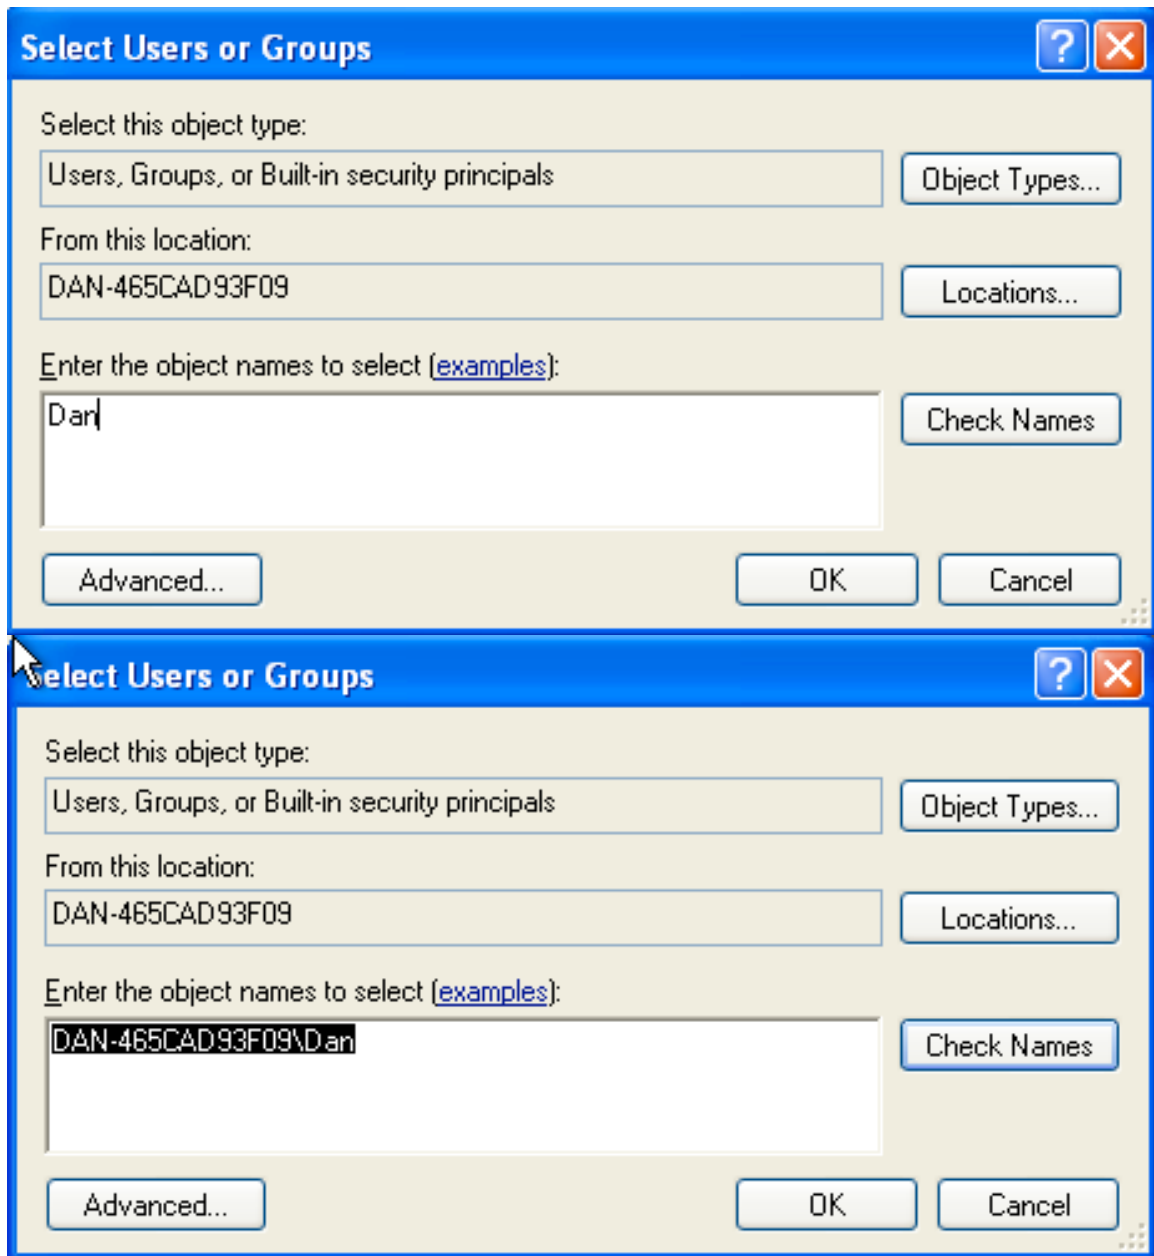 Select Users or Groups
?
Select this object type:
Users, Groups, or Built-in security principals
Object Types...
From this location:
DAN-465CAD93F09
Locations...
Enter the object names to select (examples):
Dan
Check Names
Advanced...
OK
Cancel
Select Users or Groups
?
Select this object type:
Users, Groups, or Built-in security principals
Object Types...
From this location:
DAN-465CAD93F09
Locations...
Enter the object names to select (examples):
DAN-465CAD93F09\Dan
Check Names
Advanced...
OK
Cancel